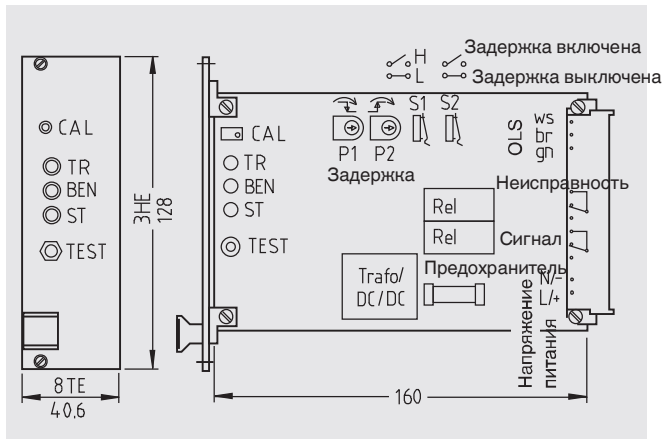 CAL
TR
BEN
ST
TEST
3HE
128
8TE
40,6
H
L
Задержка включена
Задержка выключена
S1
S2
CAL
TR
BEN
ST
TEST
P1
P2
Задержка
OLS
ws
br
gn
Неисправность
Rel
Rel
Сигнал
Предохранитель
Trafo/
DC/DC
N/-
L/+
Напряжение
питания
160